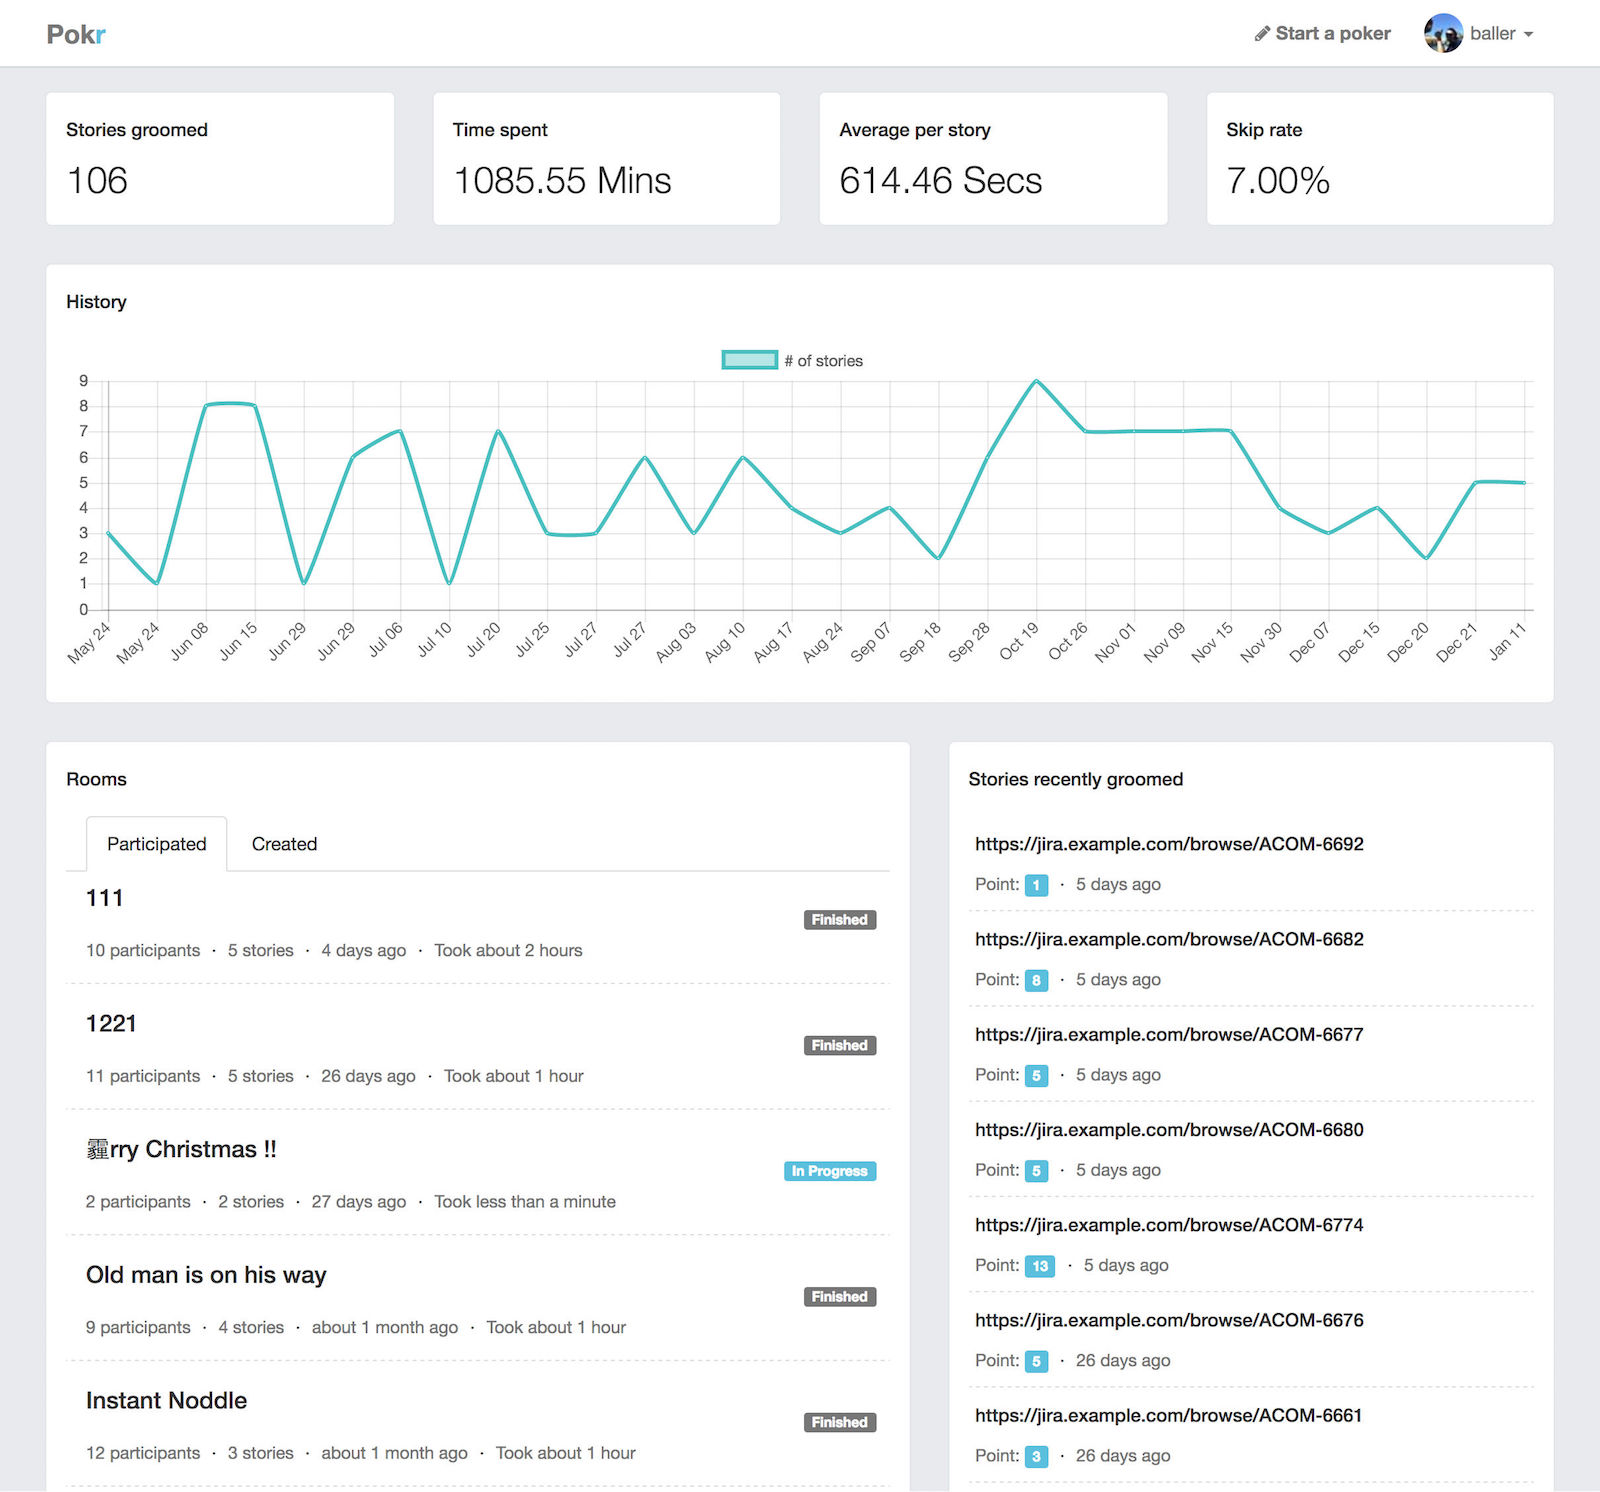 Pokr
Start a poker
baller
Stories groomed
106
Time spent
1085.55 Mins
Average per story
614.46 Secs
Skip rate
7.00%
History
# of stories
9
8
7
6
5
4
3
2
1
0
May 24
May 24
Jun 08
Jun 15
Jun 29
Jun 29
Jul 06
Jul 10
Jul 20
Jul 25
Jul 27
Jul 27
Aug 03
Aug 10
Aug 17
Aug 24
Sep 07
Sep 18
Sep 28
Oct 19
Oct 26
Nov 01
Nov 09
Nov 15
Nov 30
Dec 07
Dec 15
Dec 20
Dec 21
Jan 11
Rooms
Participated
Created
111
Finished
10 participants · 5 stories · 4 days ago · Took about 2 hours
1221
Finished
11 participants · 5 stories · 26 days ago · Took about 1 hour
霾rry Christmas !!
In Progress
2 participants · 2 stories · 27 days ago · Took less than a minute
Old man is on his way
Finished
9 participants · 4 stories · about 1 month ago · Took about 1 hour
Instant Noddle
Finished
12 participants · 3 stories · about 1 month ago · Took about 1 hour
Stories recently groomed
https://jira.example.com/browse/ACOM-6692
Point: 1 · 5 days ago
https://jira.example.com/browse/ACOM-6682
Point: 8 · 5 days ago
https://jira.example.com/browse/ACOM-6677
Point: 5 · 5 days ago
https://jira.example.com/browse/ACOM-6680
Point: 5 · 5 days ago
https://jira.example.com/browse/ACOM-6774
Point: 13 · 5 days ago
https://jira.example.com/browse/ACOM-6676
Point: 5 · 26 days ago
https://jira.example.com/browse/ACOM-6661
Point: 3 · 26 days ago